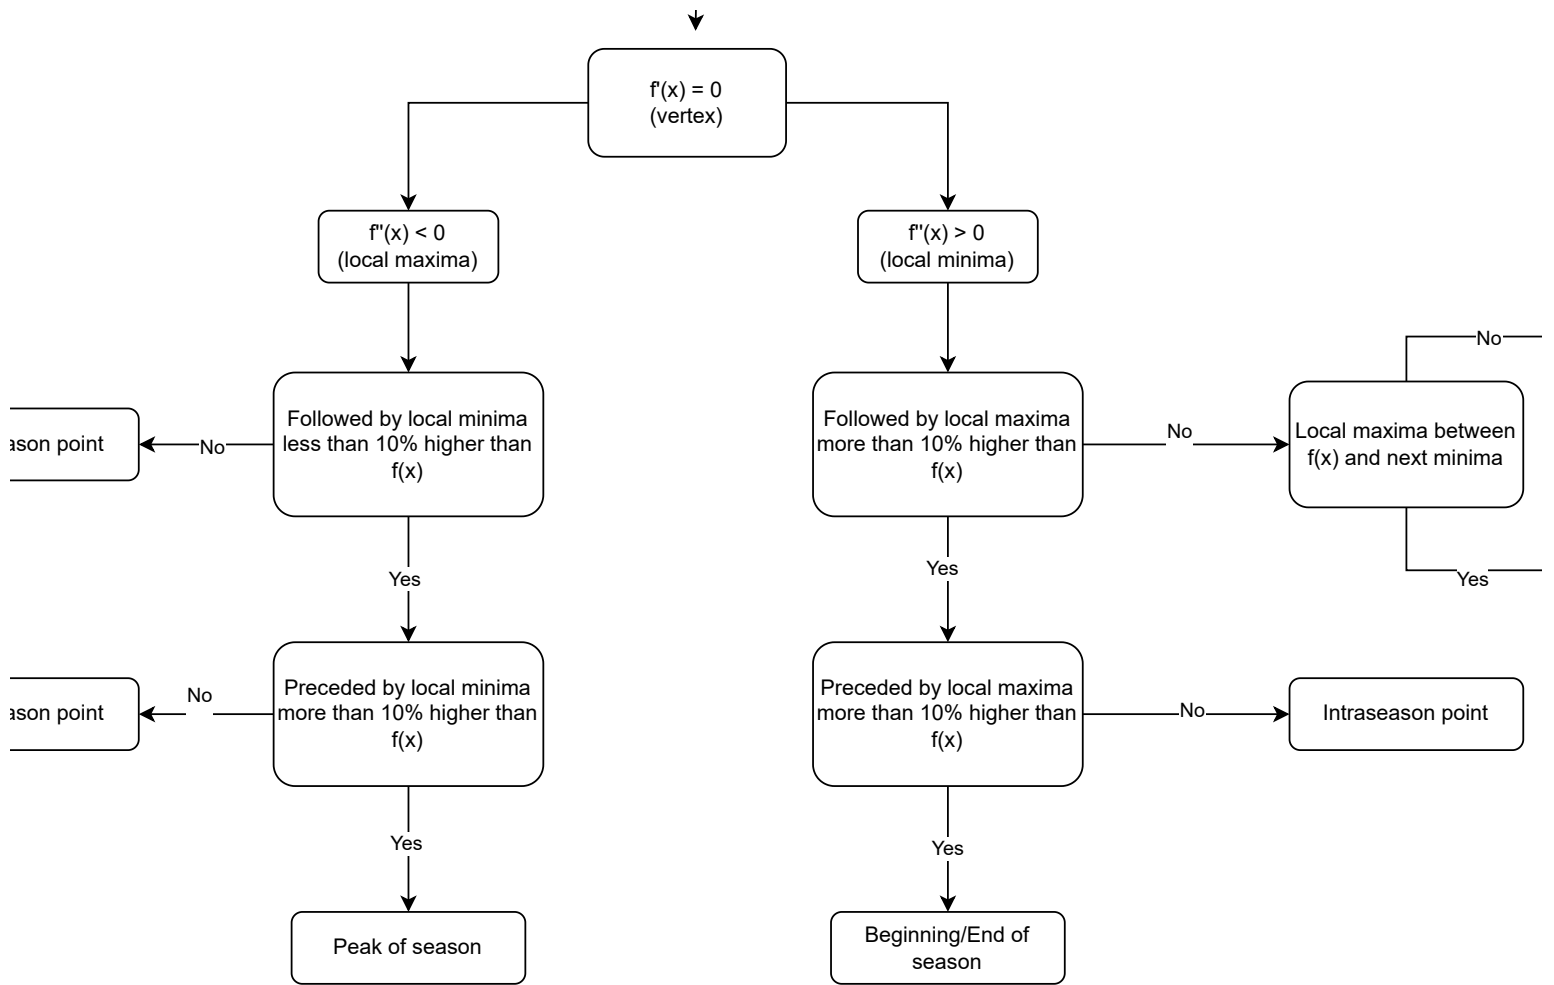 f'(x) = 0
(vertex)
f''(x) < 0
(local maxima)
f''(x) > 0
(local minima)
No
Followed by local minima
less than 10% higher than
f(x)
Followed by local maxima
more than 10% higher than
f(x)
Local maxima between
f(x) and next minima
point
No
No
Yes
Yes
Yes
Preceded by local minima
more than 10% higher than
f(x)
Preceded by local maxima
more than 10% higher than
f(x)
point
No
No
Intraseason point
Yes
Yes
Peak of season
Beginning/End of
season